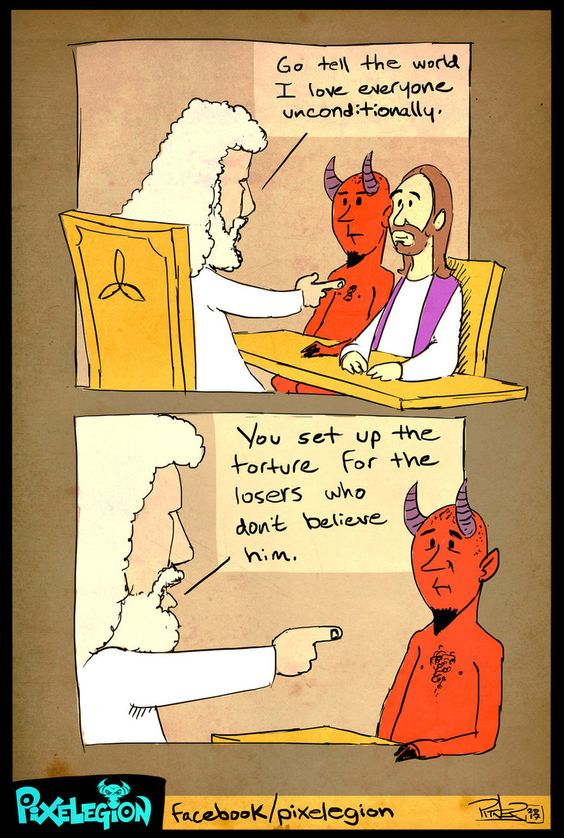 Go tell the world
I love everyone
unconditionally.
You set up the
torture for the
losers who
don't believe
him.
PIXELEGION
facebook/pixelegion